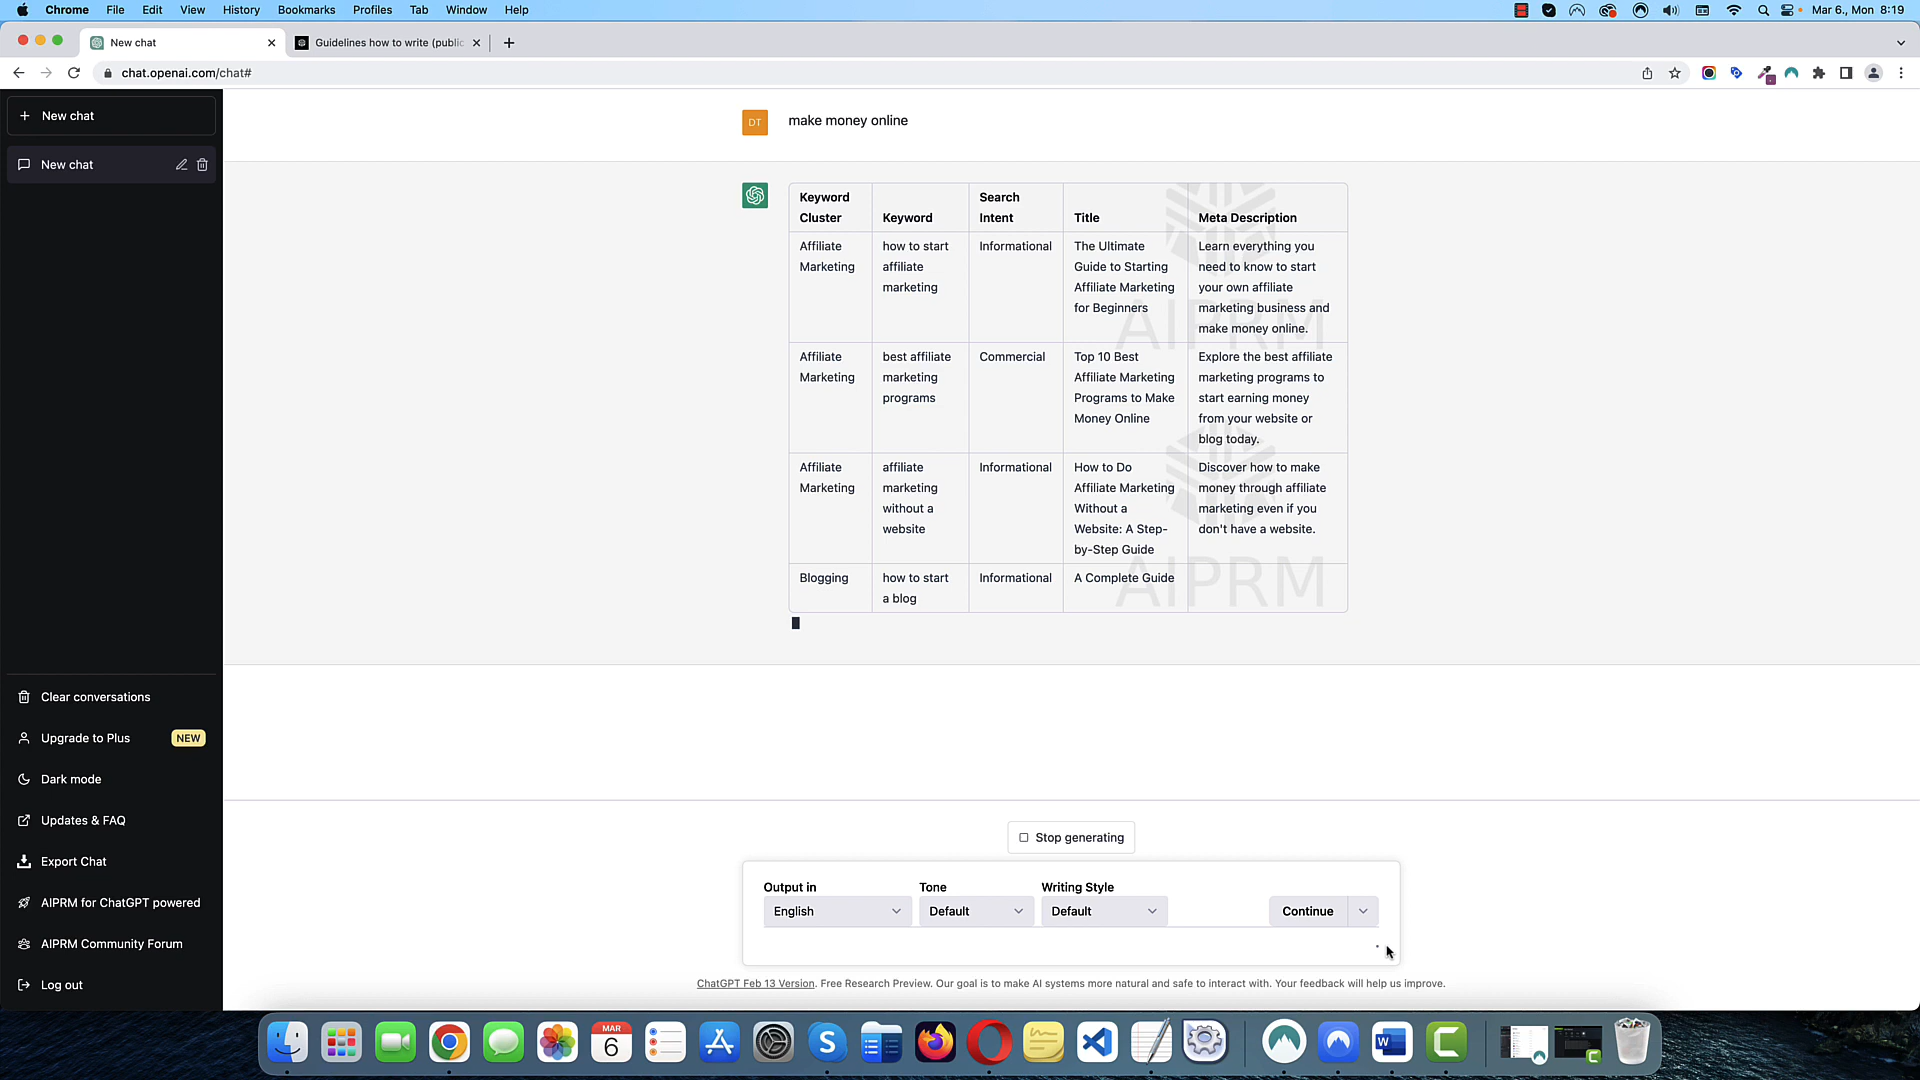 Chrome File Edit View History Bookmarks Profiles Tab Window Help Mar 6., Mon 8:19
New chat Guidelines how to write (public
chat.openai.com/chat#
New chat
New chat
Clear conversations
Upgrade to Plus NEW
Dark mode
Updates & FAQ
Export Chat
AIPRM for ChatGPT powered
AIPRM Community Forum
Log out
DT make money online
Keyword Search
Cluster Keyword Intent Title Meta Description
Affiliate how to start Informational The Ultimate Learn everything you
Marketing affiliate Guide to Starting need to know to start
marketing Affiliate Marketing your own affiliate
for Beginners marketing business and
make money online.
AIPRM
Affiliate best affiliate Commercial Top 10 Best Explore the best affiliate
Marketing marketing Affiliate Marketing marketing programs to
programs Programs to Make start earning money
Money Online from your website or
blog today.
Affiliate affiliate Informational How to Do Discover how to make
Marketing marketing Affiliate Marketing money through affiliate
without a Without a marketing even if you
website Website: A Step- don't have a website.
by-Step Guide
Blogging how to start Informational A Complete Guide
a blog
AIPRM
Stop generating
Output in Tone Writing Style
English Default Default Continue
ChatGPT Feb 13 Version. Free Research Preview. Our goal is to make AI systems more natural and safe to interact with. Your feedback will help us improve.
MAR
6